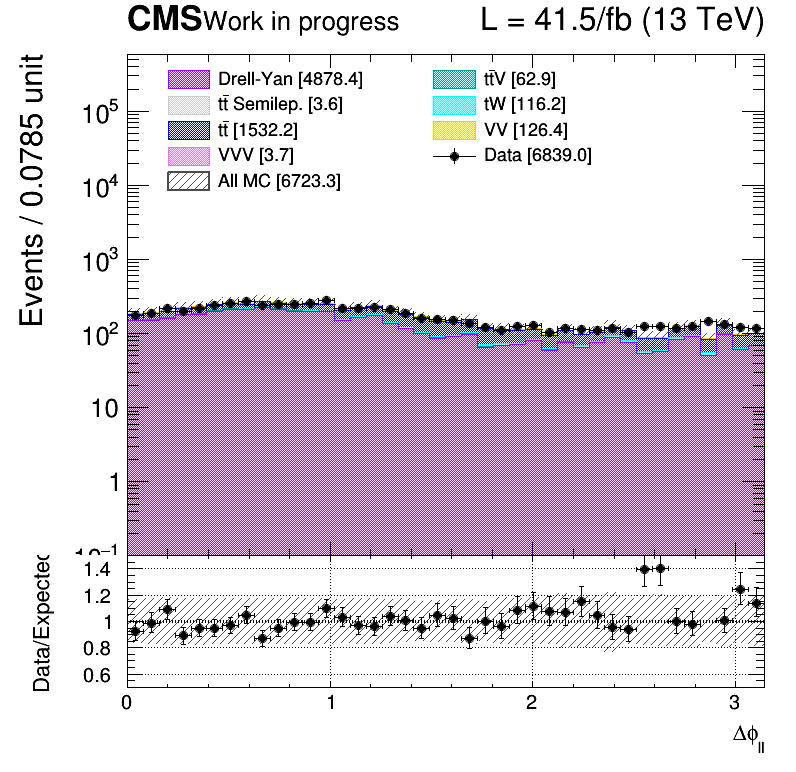 CMS Work in progress L = 41.5/fb (13 TeV)
Events / 0.0785 unit
Drell-Yan [4878.4]
tt̄ Semilep. [3.6]
tt̄ [1532.2]
VVV [3.7]
All MC [6723.3]
tt̄V [62.9]
tW [116.2]
VV [126.4]
Data [6839.0]
10⁵
10⁴
10³
10²
10
1
10⁻¹
Data/Expected
1.4
1.2
1
0.8
0.6
0 1 2 3
Δϕ_ll